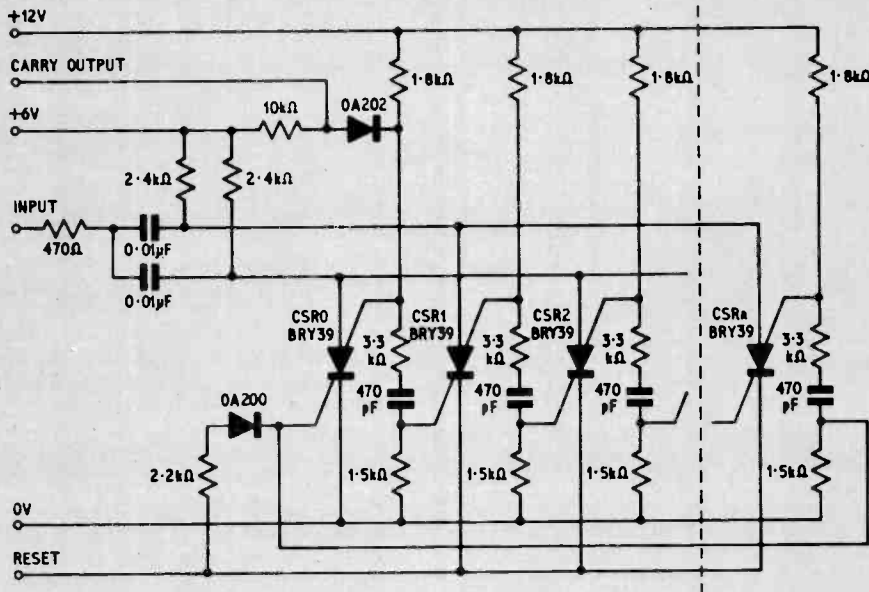 +12V
CARRY OUTPUT
+6V
10kΩ
OA202
1·8kΩ
1·8kΩ
1·8kΩ
1·8kΩ
2·4kΩ
2·4kΩ
INPUT
470Ω
0·01μF
0·01μF
CSR0
BRY39
3·3
kΩ
CSR1
BRY39
3·3
kΩ
CSR2
BRY39
3·3
kΩ
CSRa
BRY39
3·3
kΩ
470
pF
470
pF
470
pF
470
pF
OA200
2·2kΩ
1·5kΩ
1·5kΩ
1·5kΩ
1·5kΩ
0V
RESET